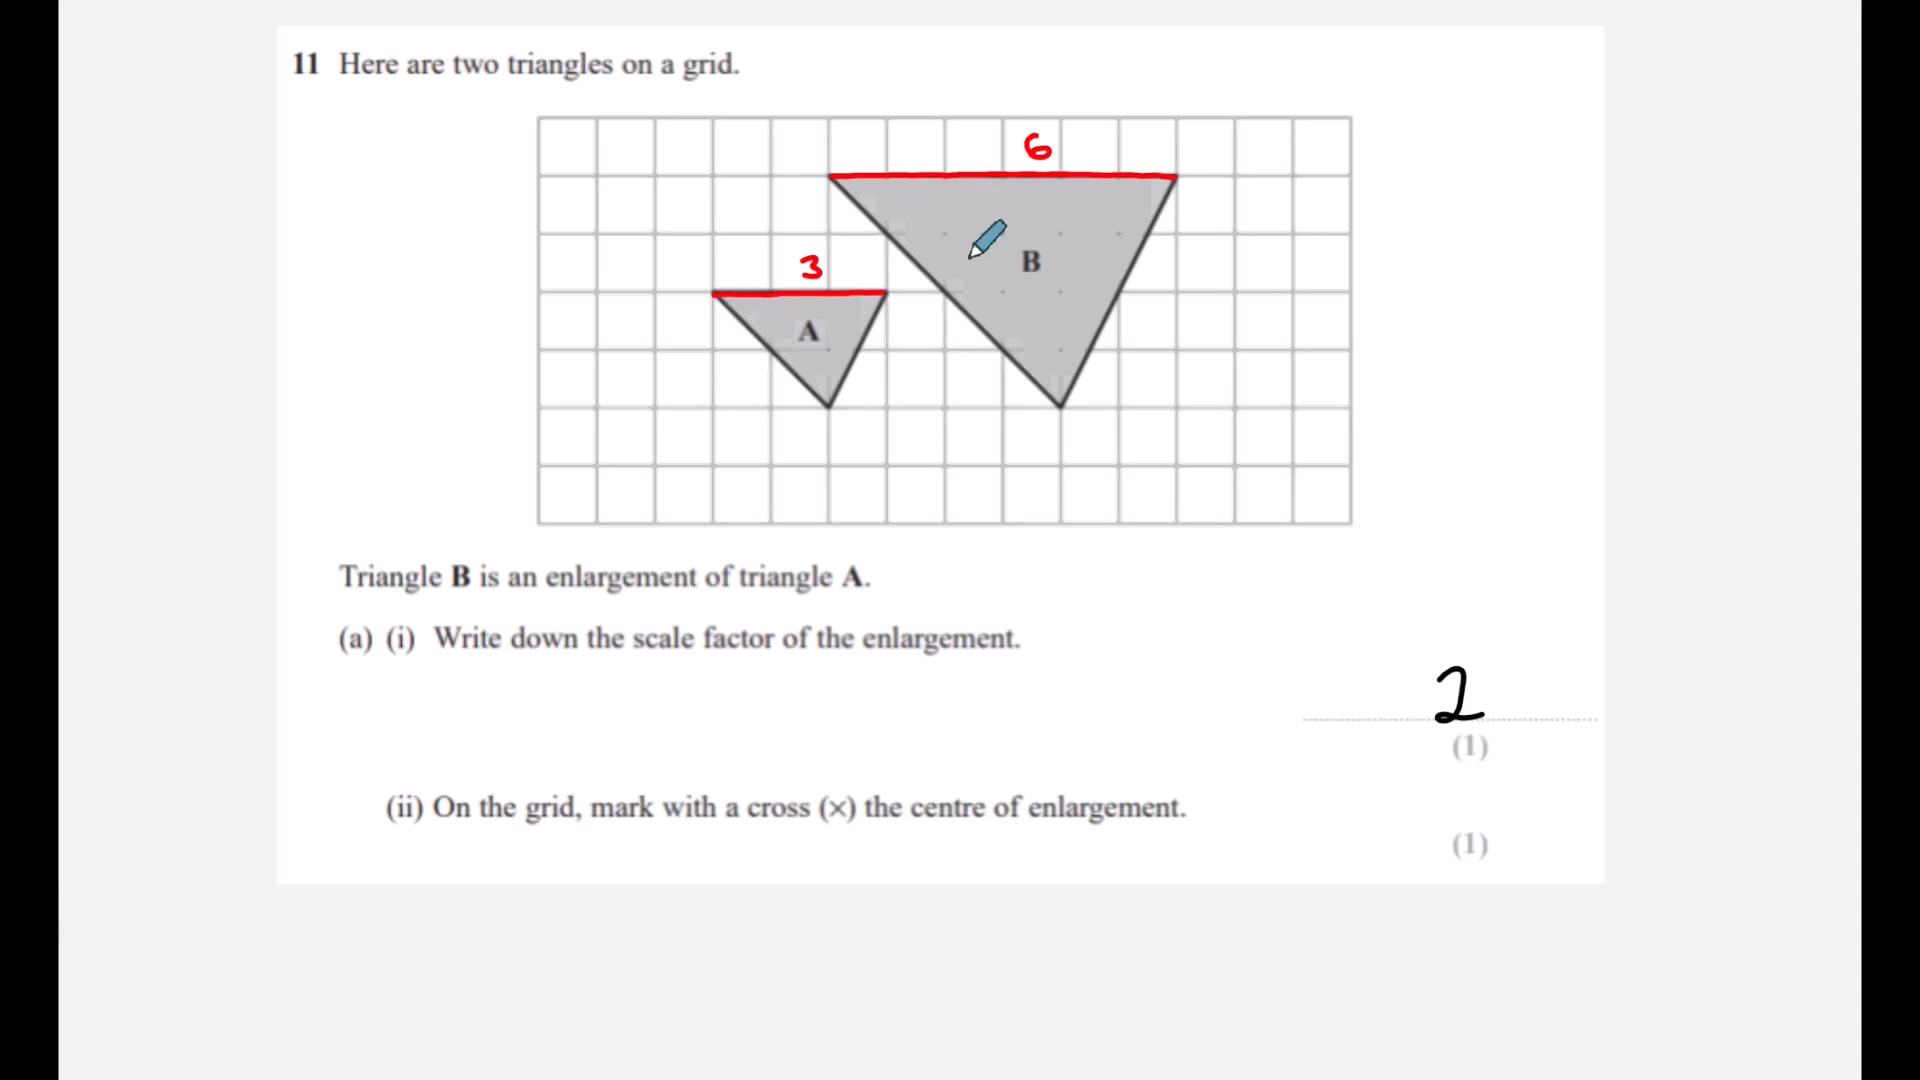 11 Here are two triangles on a grid.
6
3
B
A
Triangle B is an enlargement of triangle A.
(a) (i) Write down the scale factor of the enlargement.
2
(1)
(ii) On the grid, mark with a cross (×) the centre of enlargement.
(1)